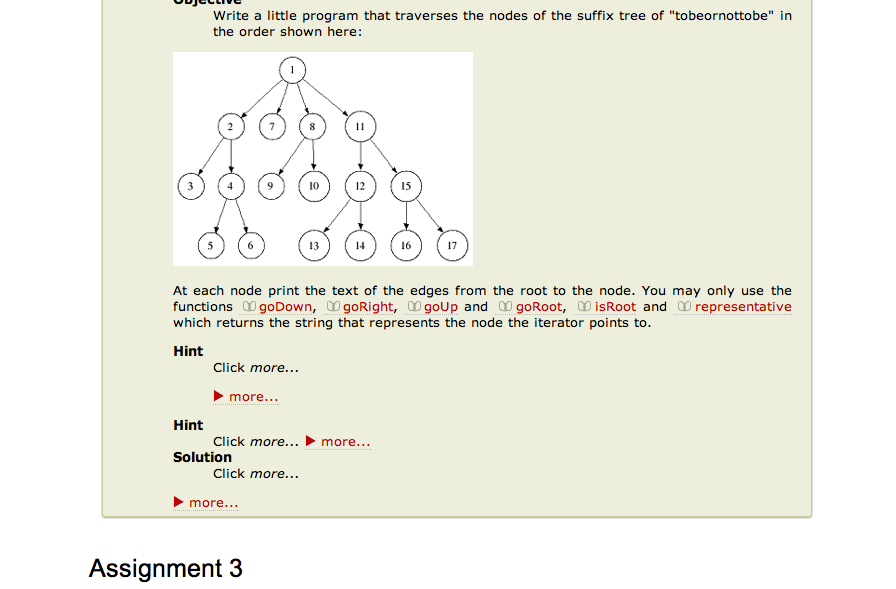 Objective
Write a little program that traverses the nodes of the suffix tree of "tobeornottobe" in
the order shown here:
1
2 7 8 11
3 4 9 10 12 15
5 6 13 14 16 17
At each node print the text of the edges from the root to the node. You may only use the
functions goDown, goRight, goUp and goRoot, isRoot and representative
which returns the string that represents the node the iterator points to.
Hint
Click more...
more...
Hint
Click more... more...
Solution
Click more...
more...
Assignment 3